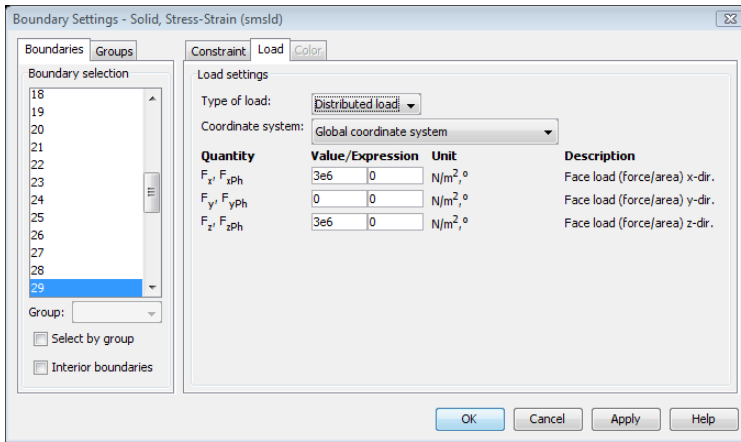 Boundary Settings - Solid, Stress-Strain (smsld)
Boundaries Groups
Constraint Load Color
Boundary selection
18
19
20
21
22
23
24
25
26
27
28
29
Group:
Select by group
Interior boundaries
Load settings
Type of load: Distributed load
Coordinate system: Global coordinate system
Quantity Value/Expression Unit Description
Fx, FxPh 3e6 0 N/m2,º Face load (force/area) x-dir.
Fy, FyPh 0 0 N/m2,º Face load (force/area) y-dir.
Fz, FzPh 3e6 0 N/m2,º Face load (force/area) z-dir.
OK Cancel Apply Help